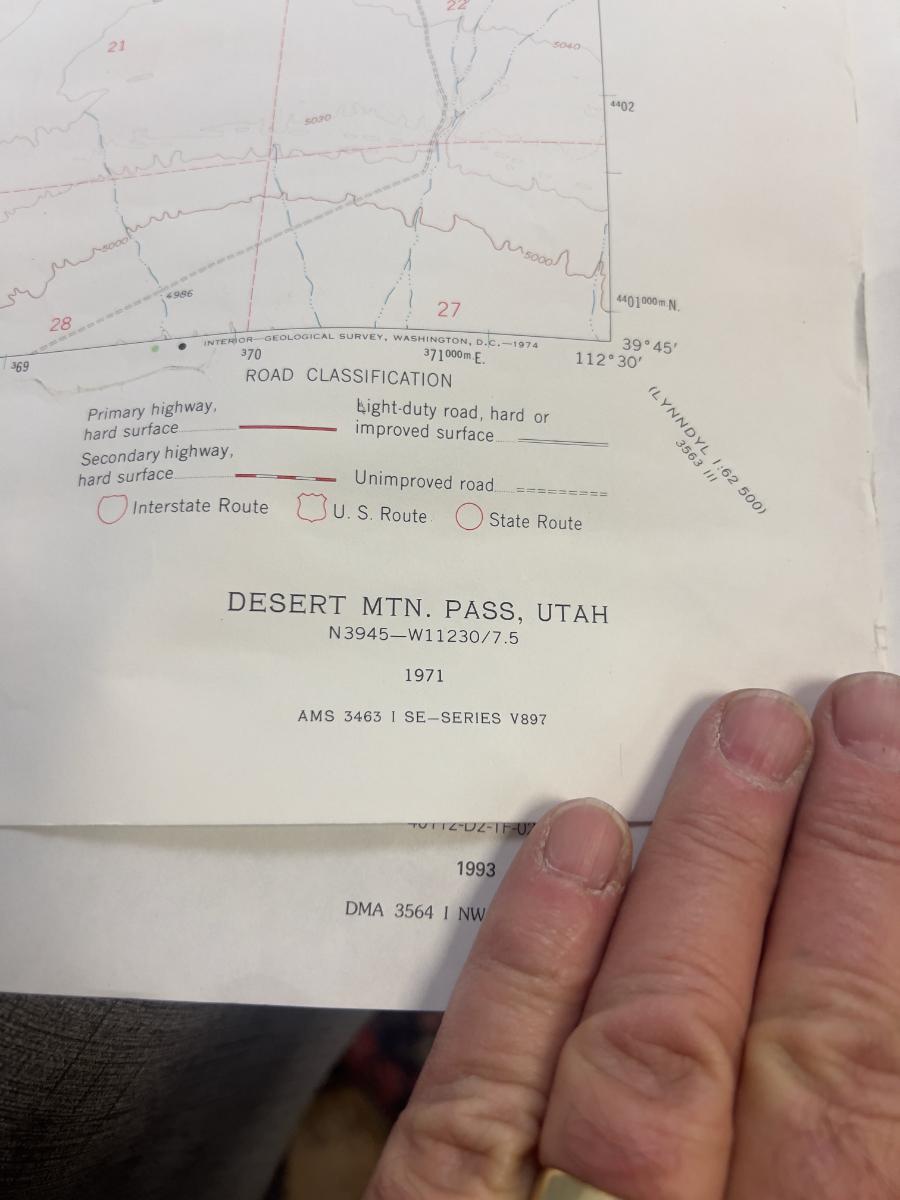 22
21
5040
4402
5030
5000
5000
4986
4401000m.N.
28
27
INTERIOR—GEOLOGICAL SURVEY, WASHINGTON, D.C.—1974
39°45′
369
370
371000m.E.
112°30′
ROAD CLASSIFICATION
Primary highway,
hard surface
Light-duty road, hard or
improved surface
Secondary highway,
hard surface
Unimproved road
Interstate Route
U. S. Route
State Route
(LYNNDYL 1:62 500)
3563 III
DESERT MTN. PASS, UTAH
N3945—W11230/7.5
1971
AMS 3463 I SE—SERIES V897
1993
DMA 3564 I NW